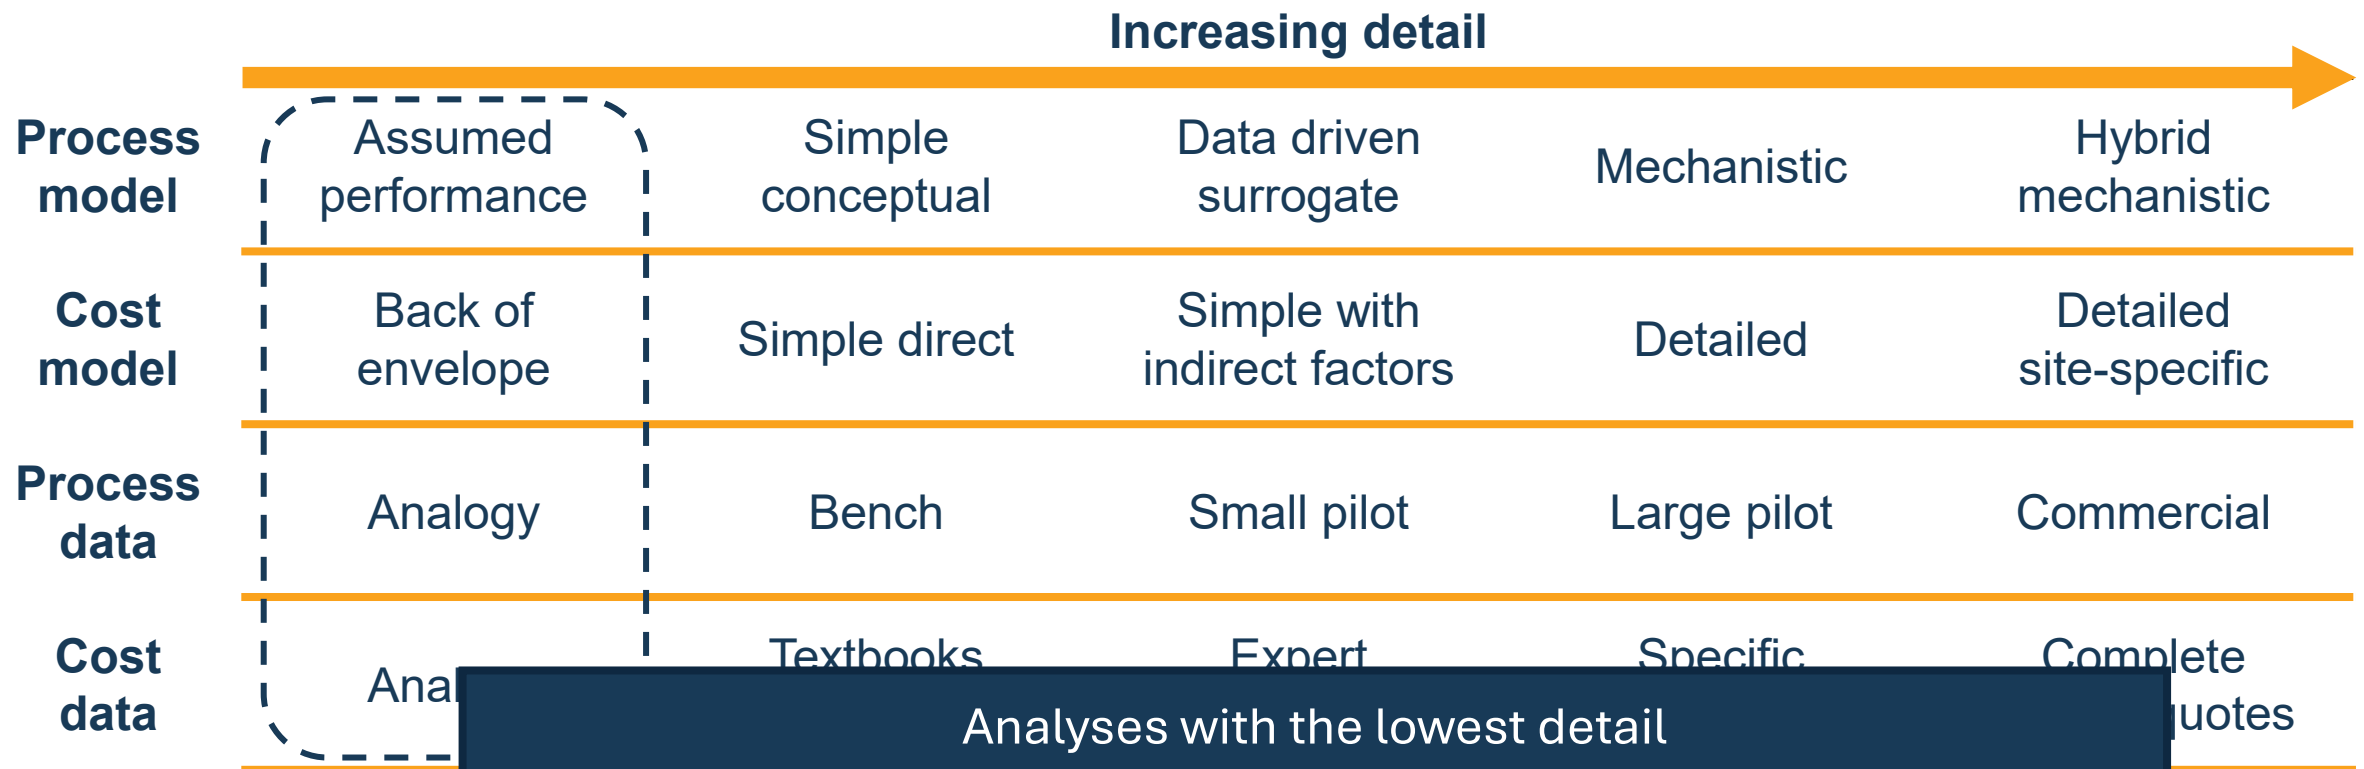 Increasing detail
Process model
Assumed performance
Simple conceptual
Data driven surrogate
Mechanistic
Hybrid mechanistic
Cost model
Back of envelope
Simple direct
Simple with indirect factors
Detailed
Detailed site-specific
Process data
Analogy
Bench
Small pilot
Large pilot
Commercial
Cost data
Textbooks
Expert
Specific
Complete
Analyses with the lowest detail